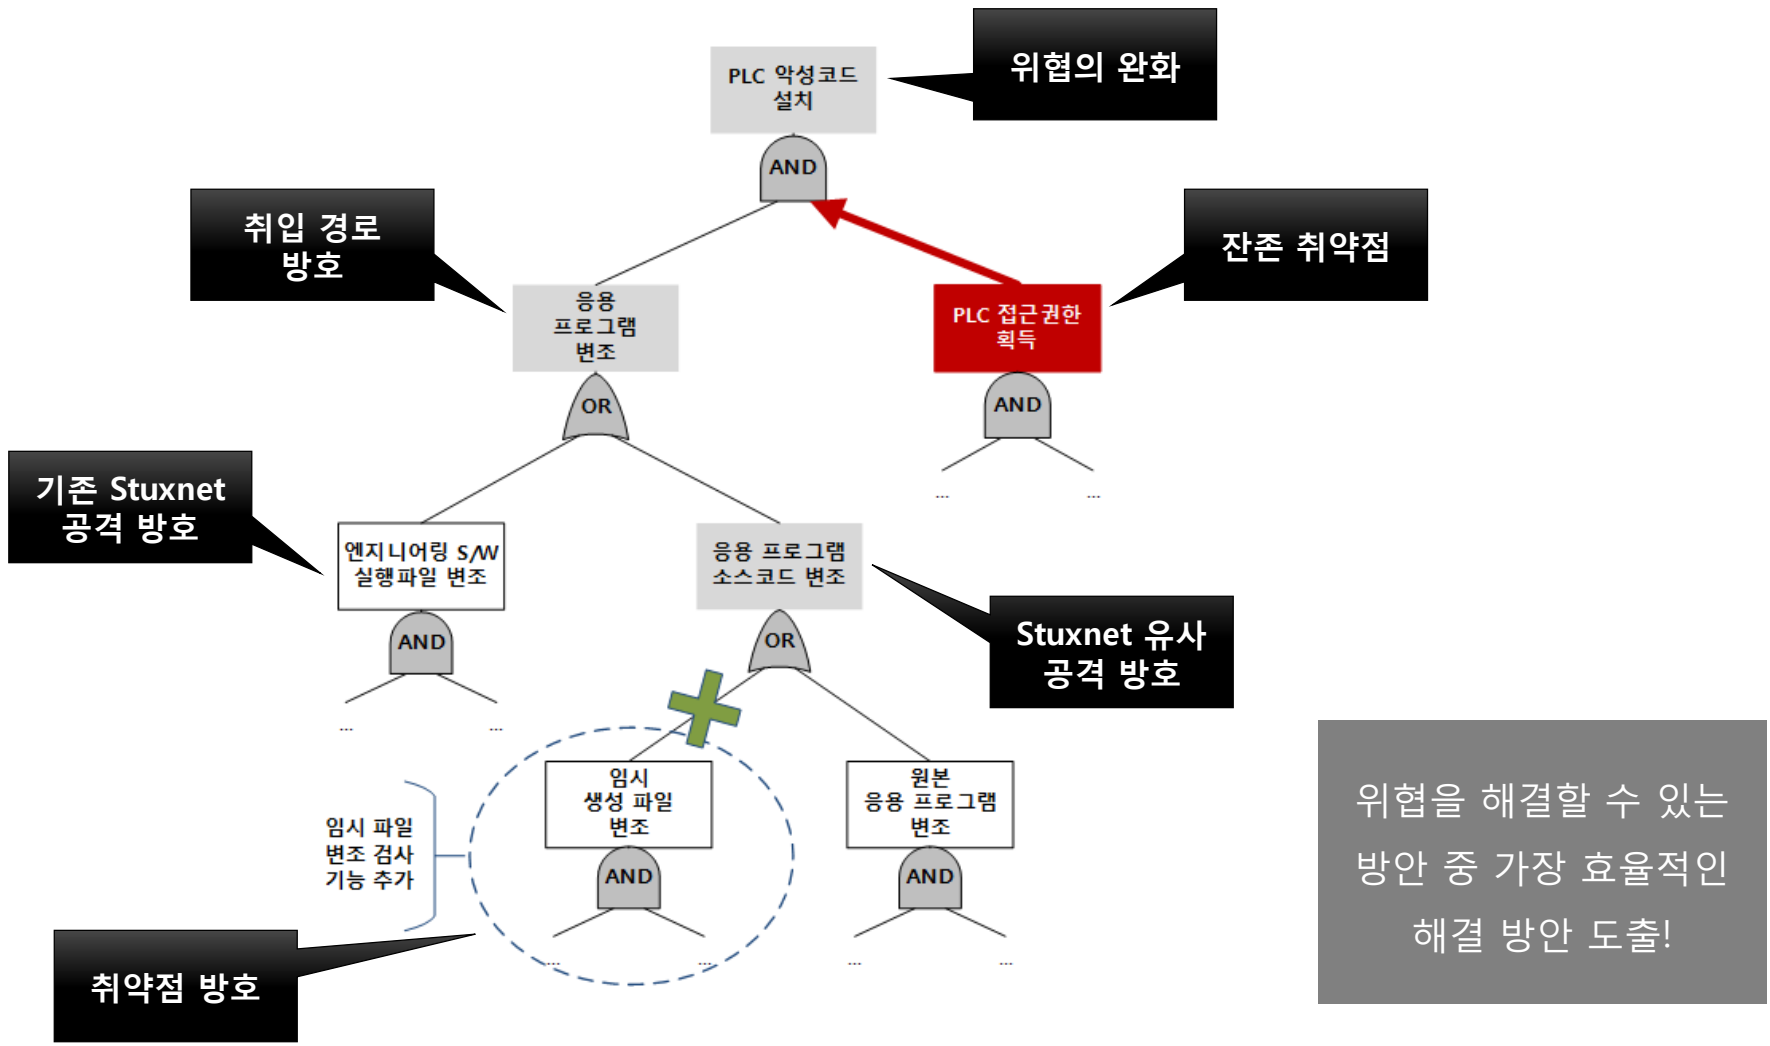 위협의 완화
PLC 악성코드
설치
AND
취입 경로
방호
잔존 취약점
응용
프로그램
변조
PLC 접근권한
획득
OR
AND
...
...
기존 Stuxnet
공격 방호
엔지니어링 S/W
실행파일 변조
응용 프로그램
소스코드 변조
AND
OR
Stuxnet 유사
공격 방호
...
...
임시
생성 파일
변조
원본
응용 프로그램
변조
임시 파일
변조 검사
기능 추가
AND
AND
...
...
...
...
취약점 방호
위협을 해결할 수 있는
방안 중 가장 효율적인
해결 방안 도출!